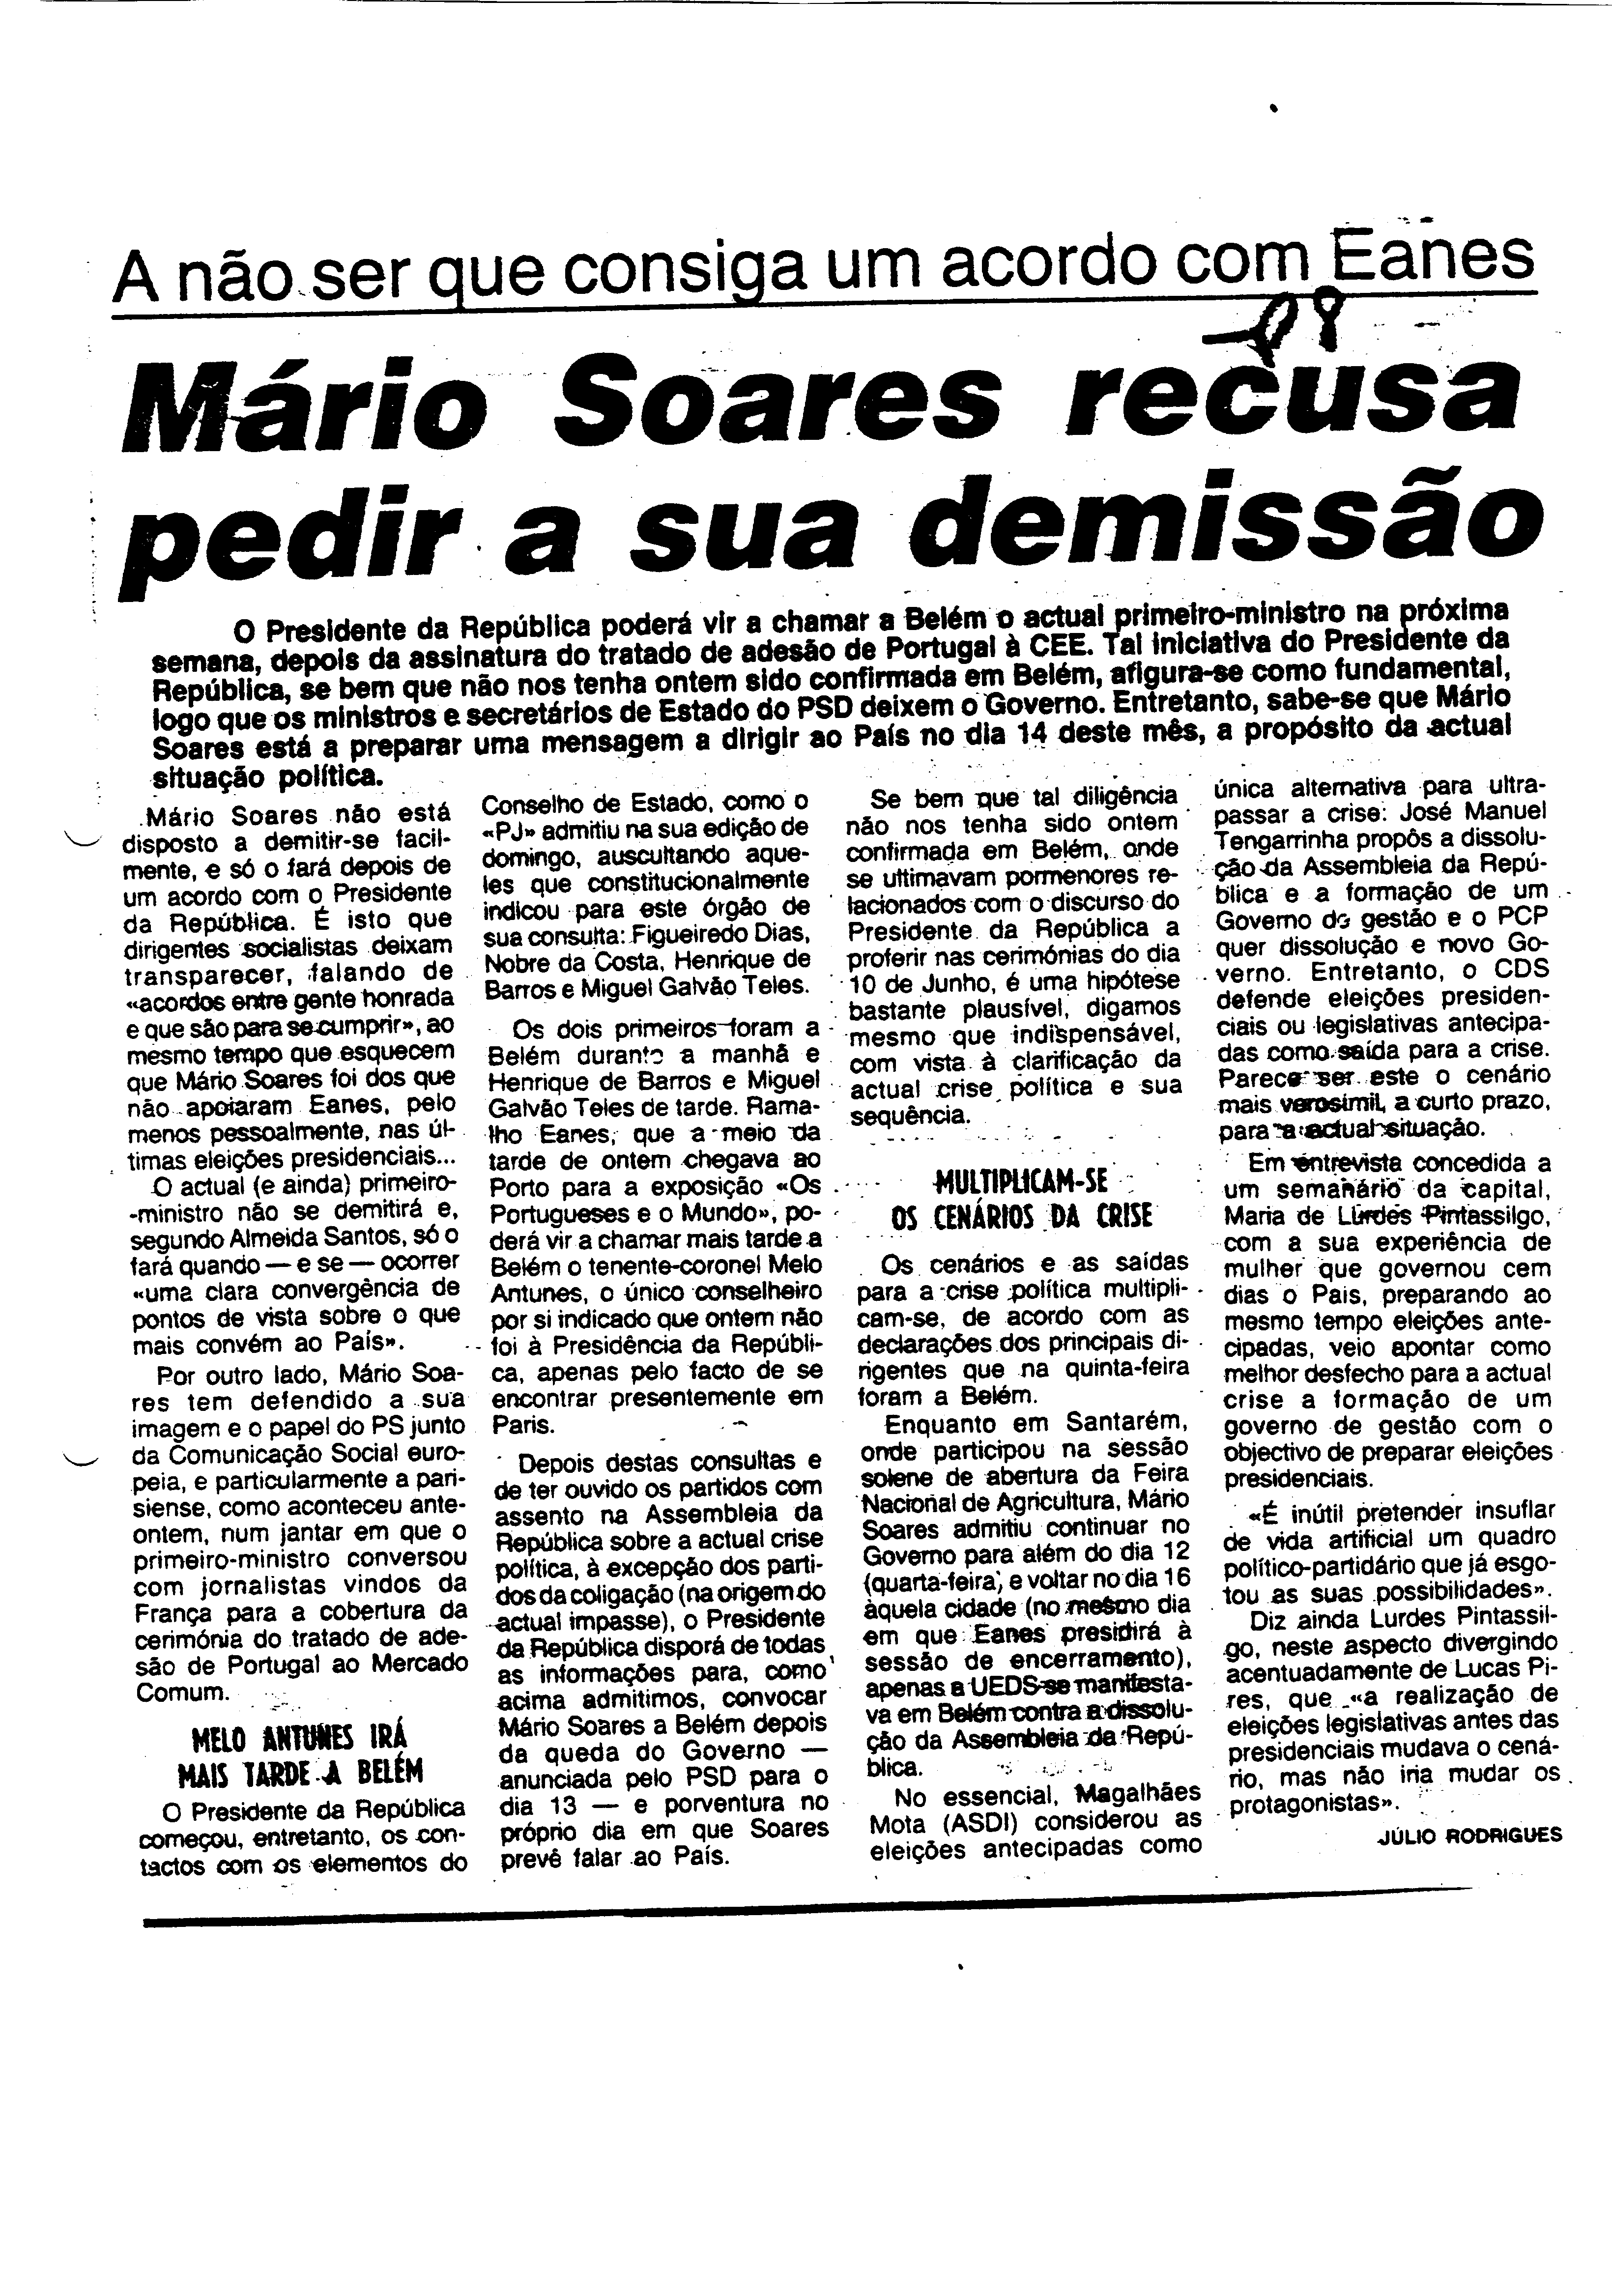 A não ser que consiga um acordo com Eanes
Mário Soares recusa
pedir a sua demissão
O Presidente da República poderá vir a chamar a Belém o actual primeiro-ministro na próxima
semana, depois da assinatura do tratado de adesão de Portugal à CEE. Tal iniciativa do Presidente da
República, se bem que não nos tenha ontem sido confirmada em Belém, afigura-se como fundamental,
logo que os ministros e secretários de Estado do PSD deixem o Governo. Entretanto, sabe-se que Mário
Soares está a preparar uma mensagem a dirigir ao País no dia 14 deste mês, a propósito da actual
situação política.
Mário Soares não está
disposto a demitir-se facil-
mente, e só o fará depois de
um acordo com o Presidente
da República. É isto que
dirigentes socialistas deixam
transparecer, falando de
«acordos entre gente honrada
e que são para se cumprir», ao
mesmo tempo que esquecem
que Mário Soares foi dos que
não apoiaram Eanes, pelo
menos pessoalmente, nas úl-
timas eleições presidenciais...
O actual (e ainda) primeiro-
-ministro não se demitirá e,
segundo Almeida Santos, só o
fará quando — e se — ocorrer
«uma clara convergência de
pontos de vista sobre o que
mais convém ao País».
Por outro lado, Mário Soa-
res tem defendido a sua
imagem e o papel do PS junto
da Comunicação Social euro-
peia, e particularmente a pari-
siense, como aconteceu ante-
ontem, num jantar em que o
primeiro-ministro conversou
com jornalistas vindos da
França para a cobertura da
cerimónia do tratado de ade-
são de Portugal ao Mercado
Comum.
MELO ANTUNES IRÁ
MAIS TARDE A BELÉM
O Presidente da República
começou, entretanto, os con-
tactos com os elementos do
Conselho de Estado, como o
«PJ» admitiu na sua edição de
domingo, auscultando aque-
les que constitucionalmente
indicou para este órgão de
sua consulta: Figueiredo Dias,
Nobre da Costa, Henrique de
Barros e Miguel Galvão Teles.
Os dois primeiros foram a
Belém durante a manhã e
Henrique de Barros e Miguel
Galvão Teles de tarde. Rama-
lho Eanes, que a meio da
tarde de ontem chegava ao
Porto para a exposição «Os
Portugueses e o Mundo», po-
derá vir a chamar mais tarde a
Belém o tenente-coronel Melo
Antunes, o único conselheiro
por si indicado que ontem não
foi à Presidência da Repúbli-
ca, apenas pelo facto de se
encontrar presentemente em
Paris.
Depois destas consultas e
de ter ouvido os partidos com
assento na Assembleia da
República sobre a actual crise
política, à excepção dos parti-
dos da coligação (na origem do
actual impasse), o Presidente
da República disporá de todas
as informações para, como
acima admitimos, convocar
Mário Soares a Belém depois
da queda do Governo —
anunciada pelo PSD para o
dia 13 — e porventura no
próprio dia em que Soares
prevê falar ao País.
Se bem que tal diligência
não nos tenha sido ontem
confirmada em Belém, onde
se ultimavam pormenores re-
lacionados com o discurso do
Presidente da República a
proferir nas cerimónias do dia
10 de Junho, é uma hipótese
bastante plausível, digamos
mesmo que indispensável,
com vista à clarificação da
actual crise política e sua
sequência.
MULTIPLICAM-SE
OS CENÁRIOS DA CRISE
Os cenários e as saídas
para a crise política multipli-
cam-se, de acordo com as
declarações dos principais di-
rigentes que na quinta-feira
foram a Belém.
Enquanto em Santarém,
onde participou na sessão
solene de abertura da Feira
Nacional de Agricultura, Mário
Soares admitiu continuar no
Governo para além do dia 12
(quarta-feira, e voltar no dia 16
àquela cidade (no mesmo dia
em que Eanes presidirá à
sessão de encerramento),
apenas a UEDS se manifesta-
va em Belém contra a dissolu-
ção da Assembleia da Repú-
blica.
No essencial, Magalhães
Mota (ASDI) considerou as
eleições antecipadas como
única alternativa para ultra-
passar a crise: José Manuel
Tengarrinha propôs a dissolu-
ção da Assembleia da Repú-
blica e a formação de um
Governo de gestão e o PCP
quer dissolução e novo Go-
verno. Entretanto, o CDS
defende eleições presiden-
ciais ou legislativas antecipa-
das como saída para a crise.
Parece ser este o cenário
mais verosímil, a curto prazo,
para a actual situação.
Em entrevista concedida a
um semanário da capital,
Maria de Lurdes Pintassilgo,
com a sua experiência de
mulher que governou cem
dias o País, preparando ao
mesmo tempo eleições ante-
cipadas, veio apontar como
melhor desfecho para a actual
crise a formação de um
governo de gestão com o
objectivo de preparar eleições
presidenciais.
«É inútil pretender insuflar
de vida artificial um quadro
político-partidário que já esgo-
tou as suas possibilidades».
Diz ainda Lurdes Pintassil-
go, neste aspecto divergindo
acentuadamente de Lucas Pi-
res, que «a realização de
eleições legislativas antes das
presidenciais mudava o cená-
rio, mas não iria mudar os
protagonistas».
JÚLIO RODRIGUES